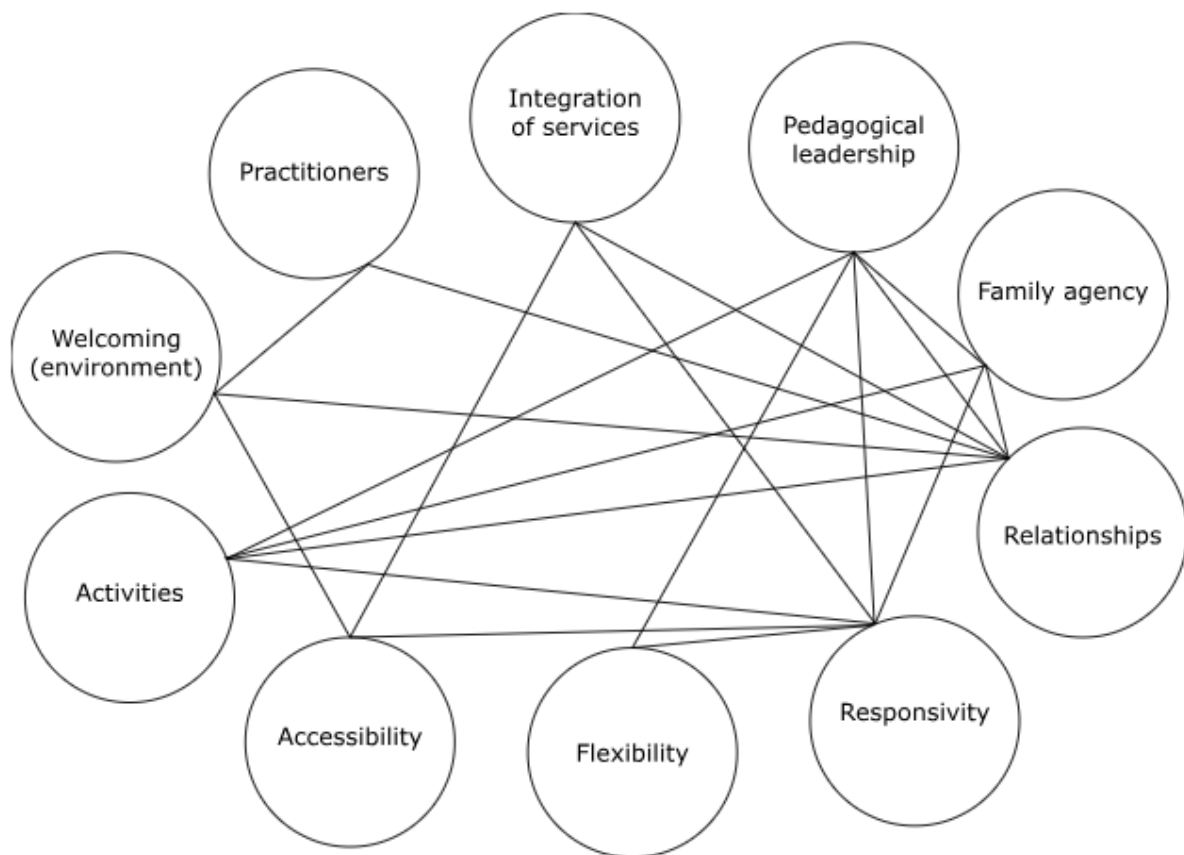 Integration
of services
Pedagogical
leadership
Practitioners
Family agency
Welcoming
(environment)
Relationships
Activities
Accessibility
Flexibility
Responsivity